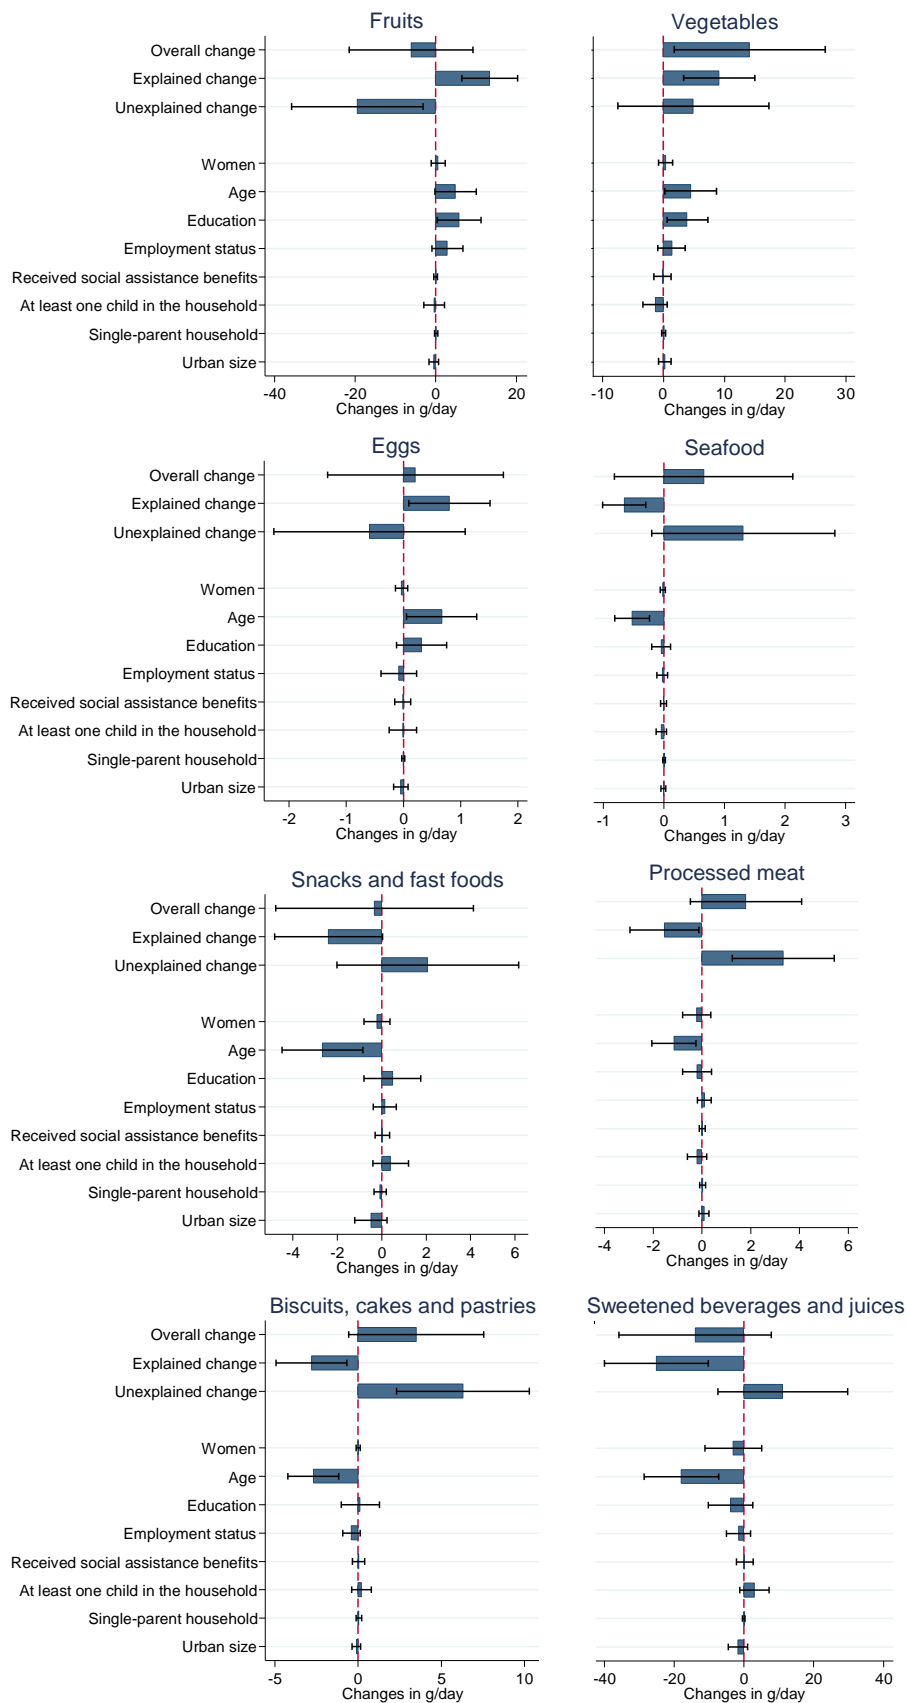 Fruits
Vegetables
Overall change
Explained change
Unexplained change
Women
Age
Education
Employment status
Received social assistance benefits
At least one child in the household
Single-parent household
Urban size
-40 -20 0 20
Changes in g/day
-10 0 10 20 30
Changes in g/day
Eggs
Seafood
Overall change
Explained change
Unexplained change
Women
Age
Education
Employment status
Received social assistance benefits
At least one child in the household
Single-parent household
Urban size
-2 -1 0 1 2
Changes in g/day
-1 0 1 2 3
Changes in g/day
Snacks and fast foods
Processed meat
Overall change
Explained change
Unexplained change
Women
Age
Education
Employment status
Received social assistance benefits
At least one child in the household
Single-parent household
Urban size
-4 -2 0 2 4 6
Changes in g/day
-4 -2 0 2 4 6
Changes in g/day
Biscuits, cakes and pastries
Sweetened beverages and juices
Overall change
Explained change
Unexplained change
Women
Age
Education
Employment status
Received social assistance benefits
At least one child in the household
Single-parent household
Urban size
-5 0 5 10
Changes in g/day
-40 -20 0 20 40
Changes in g/day